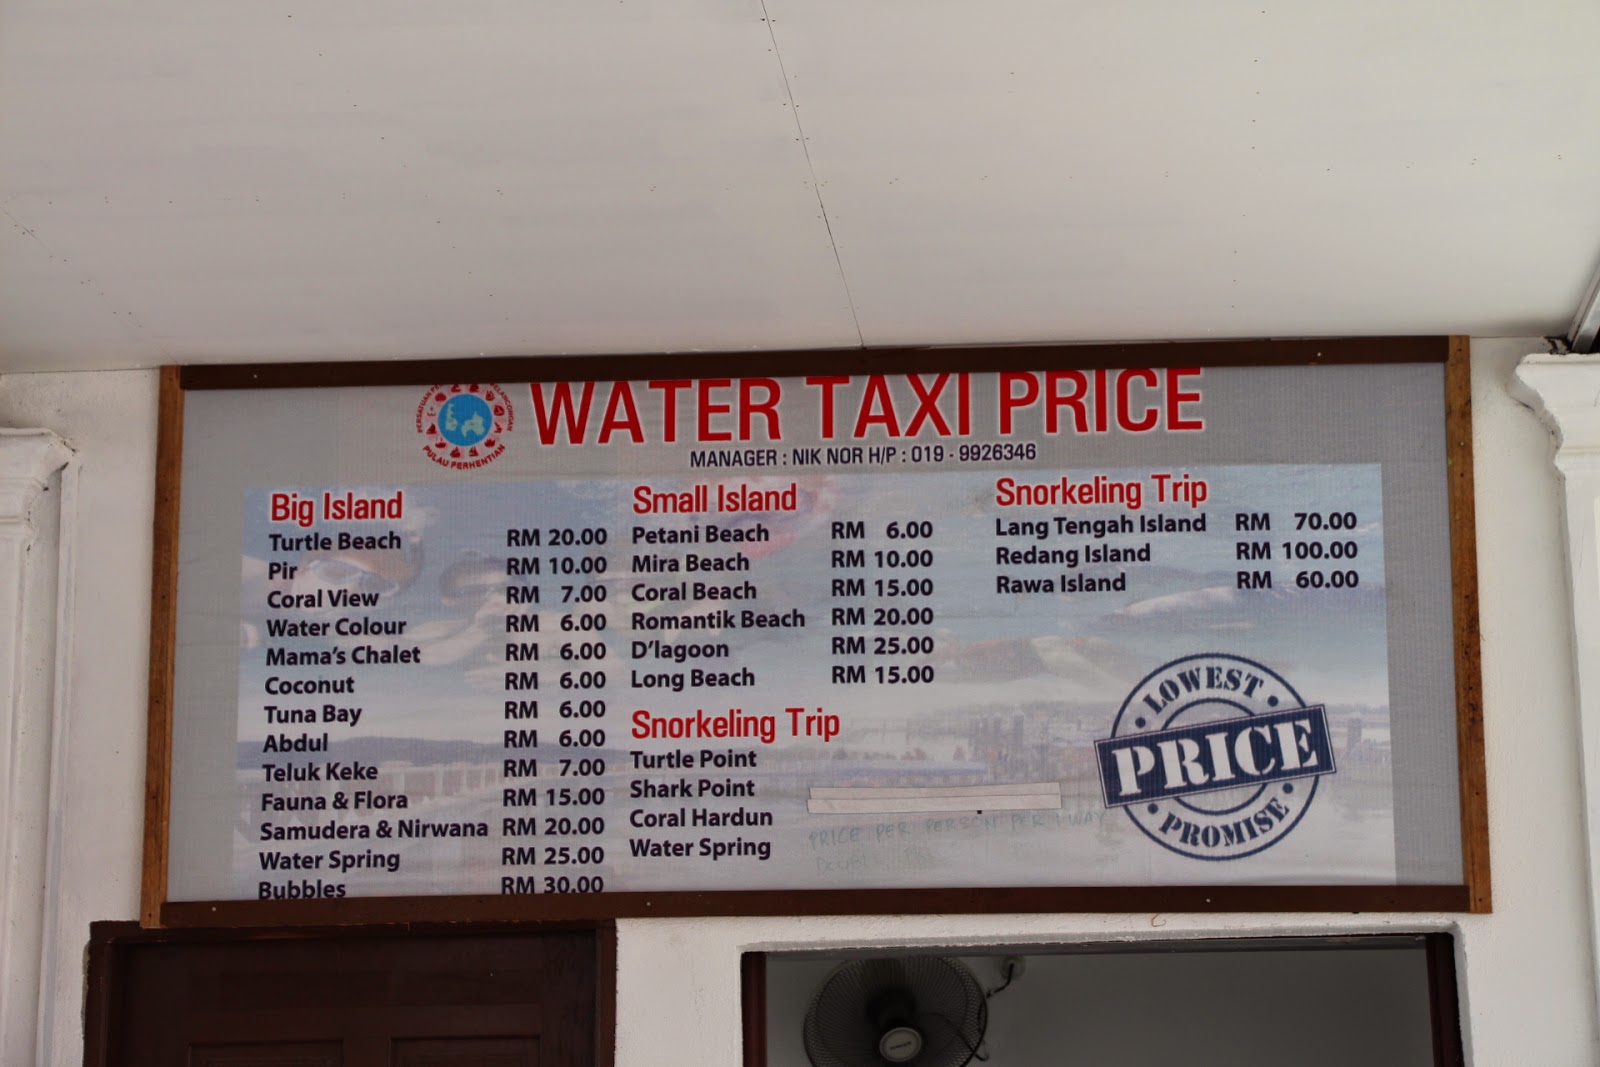 WATER TAXI PRICE
MANAGER : NIK NOR H/P : 019 - 9926346
PULAU PERHENTIAN
Big Island
Turtle Beach RM 20.00
Pir RM 10.00
Coral View RM 7.00
Water Colour RM 6.00
Mama's Chalet RM 6.00
Coconut RM 6.00
Tuna Bay RM 6.00
Abdul RM 6.00
Teluk Keke RM 7.00
Fauna & Flora RM 15.00
Samudera & Nirwana RM 20.00
Water Spring RM 25.00
Bubbles RM 30.00
Small Island
Petani Beach RM 6.00
Mira Beach RM 10.00
Coral Beach RM 15.00
Romantik Beach RM 20.00
D'lagoon RM 25.00
Long Beach RM 15.00
Snorkeling Trip
Turtle Point
Shark Point
Coral Hardun
Water Spring
PRICE PER PERSON PER 1 WAY
Snorkeling Trip
Lang Tengah Island RM 70.00
Redang Island RM 100.00
Rawa Island RM 60.00
LOWEST
PRICE
PROMISE